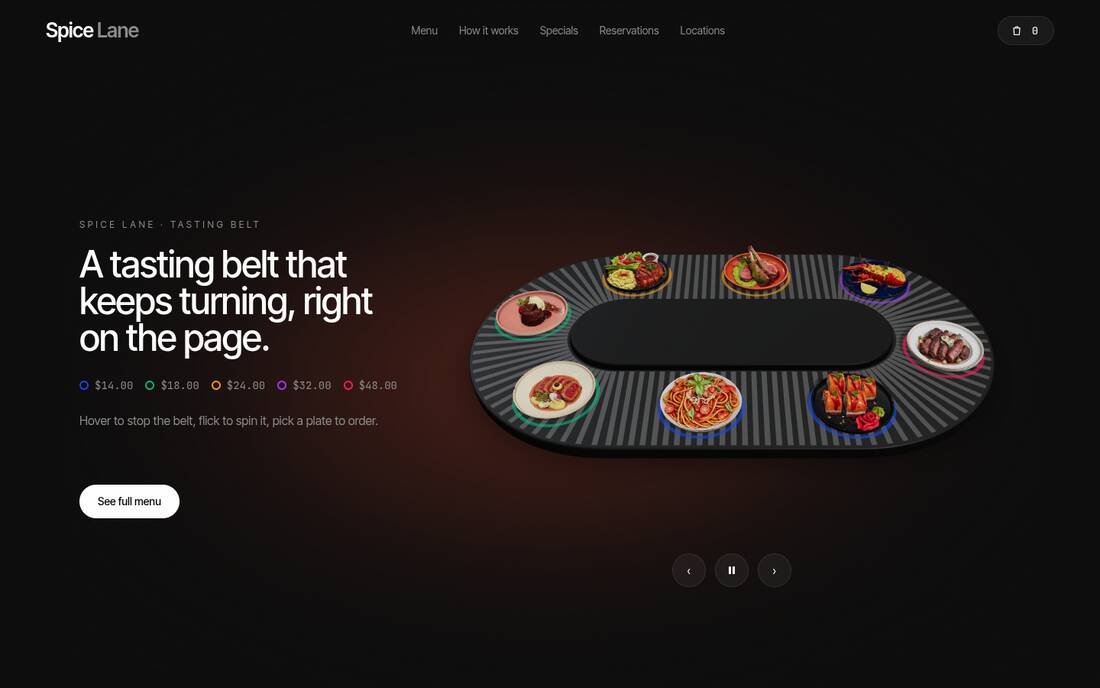 Spice Lane
Menu
How it works
Specials
Reservations
Locations
0
SPICE LANE · TASTING BELT
A tasting belt that
keeps turning, right
on the page.
$14.00 $18.00 $24.00 $32.00 $48.00
Hover to stop the belt, flick to spin it, pick a plate to order.
See full menu
‹ ›